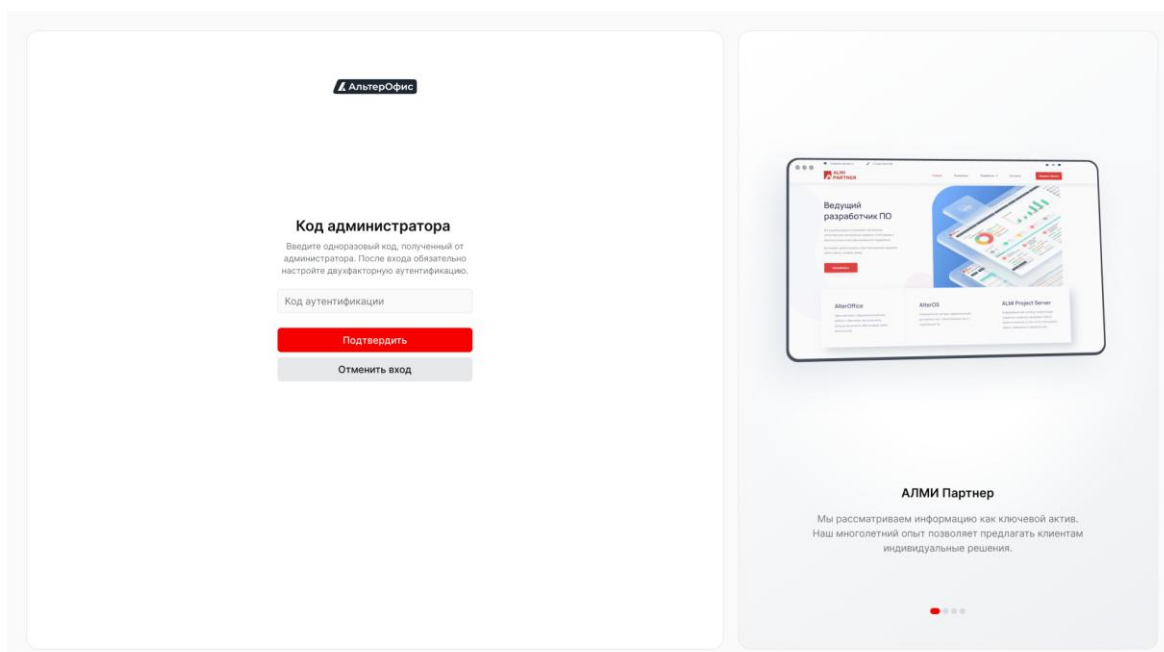 АльтерОфис
Код администратора
Введите одноразовый код, полученный от
администратора. После входа обязательно
настройте двухфакторную аутентификацию.
Код аутентификации
Подтвердить
Отменить вход
ALMI
PARTNER
Ведущий
разработчик ПО
AlterOffice
AlterOS
ALMI Project Server
АЛМИ Партнер
Мы рассматриваем информацию как ключевой актив.
Наш многолетний опыт позволяет предлагать клиентам
индивидуальные решения.